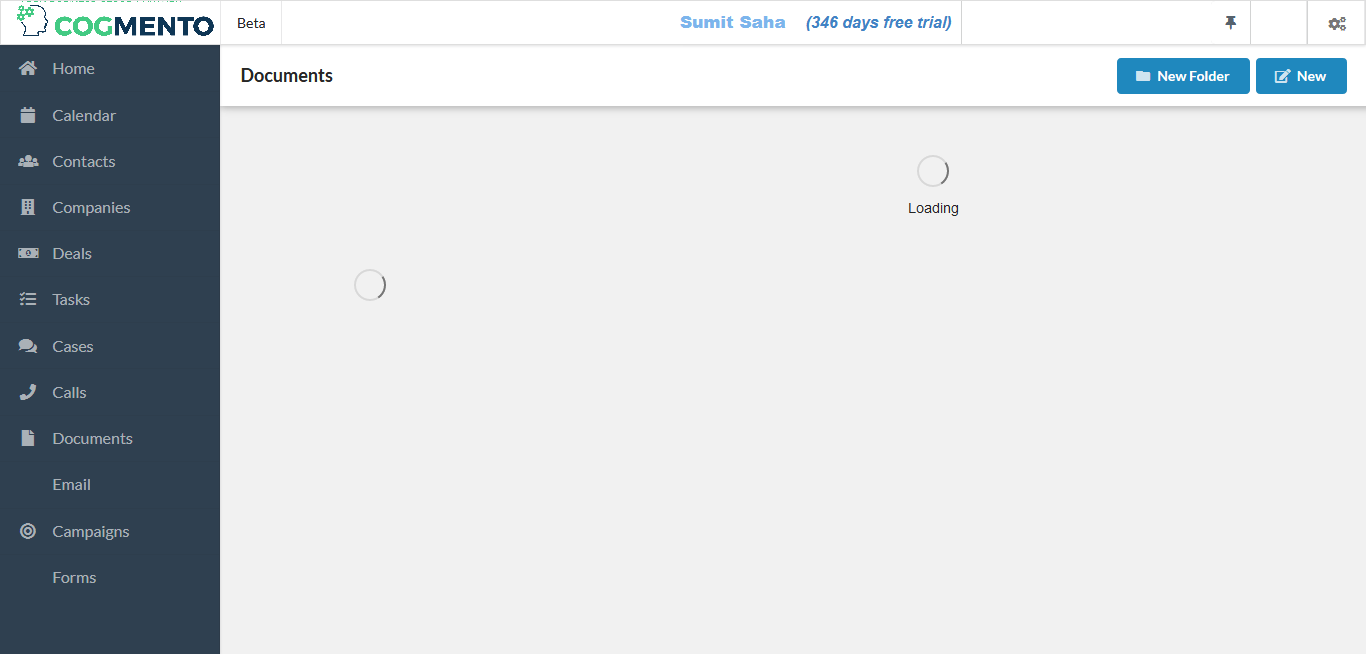 COGMENTO
Beta
Sumit Saha (346 days free trial)
Home
Calendar
Contacts
Companies
Deals
Tasks
Cases
Calls
Documents
Email
Campaigns
Forms
Documents
New Folder
New
Loading